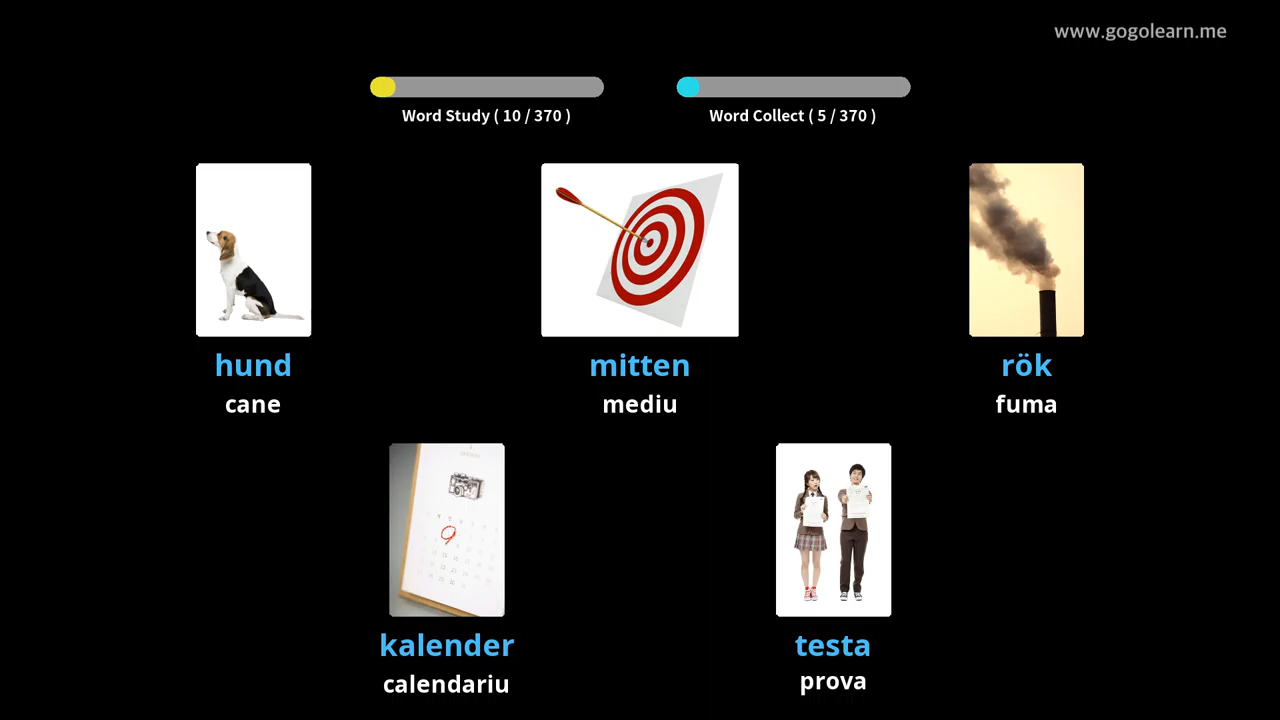 www.gogolearn.me
Word Study ( 10 / 370 )
Word Collect ( 5 / 370 )
hund
cane
mitten
mediu
rök
fuma
kalender
calendariu
testa
prova